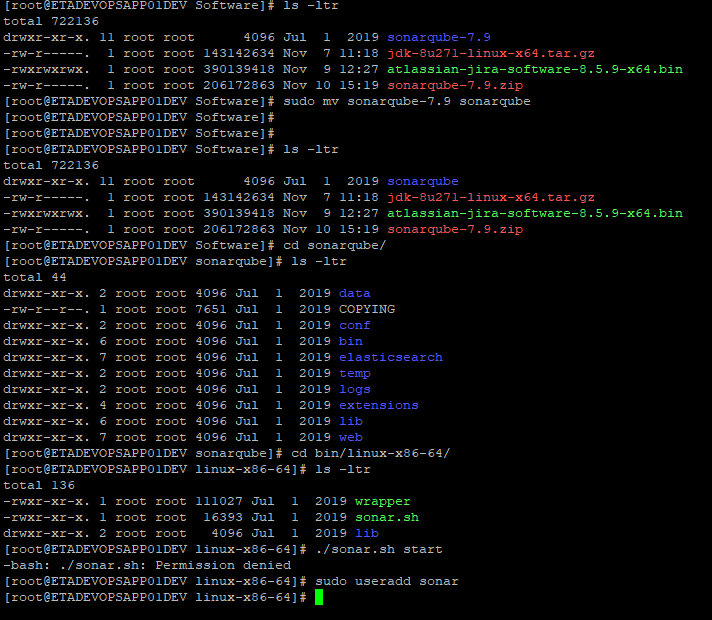 [root@ETADEVOPSAPP01DEV Software]# ls -ltr
total 722136
drwxr-xr-x. 11 root root      4096 Jul  1  2019 sonarqube-7.9
-rw-r-----.  1 root root 143142634 Nov  7 11:18 jdk-8u271-linux-x64.tar.gz
-rwxrwxrwx.  1 root root 390139418 Nov  9 12:27 atlassian-jira-software-8.5.9-x64.bin
-rw-r-----.  1 root root 206172863 Nov 10 15:19 sonarqube-7.9.zip
[root@ETADEVOPSAPP01DEV Software]# sudo mv sonarqube-7.9 sonarqube
[root@ETADEVOPSAPP01DEV Software]#
[root@ETADEVOPSAPP01DEV Software]#
[root@ETADEVOPSAPP01DEV Software]# ls -ltr
total 722136
drwxr-xr-x. 11 root root      4096 Jul  1  2019 sonarqube
-rw-r-----.  1 root root 143142634 Nov  7 11:18 jdk-8u271-linux-x64.tar.gz
-rwxrwxrwx.  1 root root 390139418 Nov  9 12:27 atlassian-jira-software-8.5.9-x64.bin
-rw-r-----.  1 root root 206172863 Nov 10 15:19 sonarqube-7.9.zip
[root@ETADEVOPSAPP01DEV Software]# cd sonarqube/
[root@ETADEVOPSAPP01DEV sonarqube]# ls -ltr
total 44
drwxr-xr-x. 2 root root 4096 Jul  1  2019 data
-rw-r--r--. 1 root root 7651 Jul  1  2019 COPYING
drwxr-xr-x. 2 root root 4096 Jul  1  2019 conf
drwxr-xr-x. 6 root root 4096 Jul  1  2019 bin
drwxr-xr-x. 7 root root 4096 Jul  1  2019 elasticsearch
drwxr-xr-x. 2 root root 4096 Jul  1  2019 temp
drwxr-xr-x. 2 root root 4096 Jul  1  2019 logs
drwxr-xr-x. 4 root root 4096 Jul  1  2019 extensions
drwxr-xr-x. 6 root root 4096 Jul  1  2019 lib
drwxr-xr-x. 7 root root 4096 Jul  1  2019 web
[root@ETADEVOPSAPP01DEV sonarqube]# cd bin/linux-x86-64/
[root@ETADEVOPSAPP01DEV linux-x86-64]# ls -ltr
total 136
-rwxr-xr-x. 1 root root 111027 Jul  1  2019 wrapper
-rwxr-xr-x. 1 root root  16393 Jul  1  2019 sonar.sh
drwxr-xr-x. 2 root root   4096 Jul  1  2019 lib
[root@ETADEVOPSAPP01DEV linux-x86-64]# ./sonar.sh start
-bash: ./sonar.sh: Permission denied
[root@ETADEVOPSAPP01DEV linux-x86-64]# sudo useradd sonar
[root@ETADEVOPSAPP01DEV linux-x86-64]#